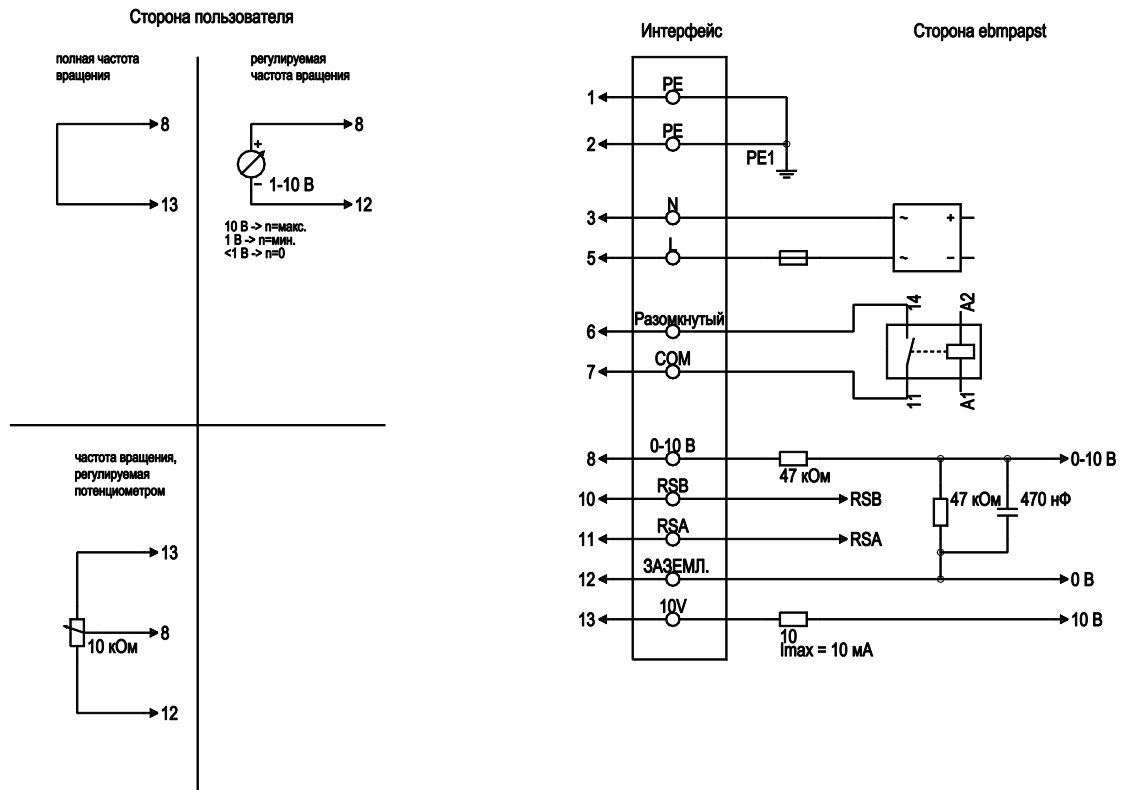 Сторона пользователя
полная частота
вращения
8
13
регулируемая
частота вращения
8
+
–
1-10 В
12
10 В -> n=макс.
1 В -> n=мин.
<1 В -> n=0
частота вращения,
регулируемая
потенциометром
13
8
10 кОм
12
Интерфейс
Сторона ebmpapst
1 PE
2 PE
PE1
3 N ~ +
5 L ~ –
14 A2
6 Разомкнутый
7 COM
11 A1
8 0-10 В 47 кОм 0-10 В
10 RSB RSB
47 кОм 470 нФ
11 RSA RSA
12 ЗАЗЕМЛ. 0 В
13 10V 10 10 В
Imax = 10 мА